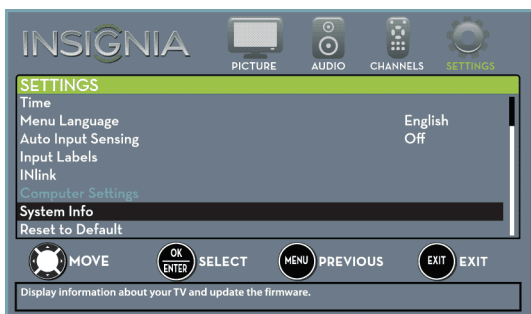 INSIGNIA
PICTURE AUDIO CHANNELS SETTINGS
SETTINGS
Time
Menu Language English
Auto Input Sensing Off
Input Labels
INlink
Computer Settings
System Info
Reset to Default
MOVE OK ENTER SELECT MENU PREVIOUS EXIT EXIT
Display information about your TV and update the firmware.